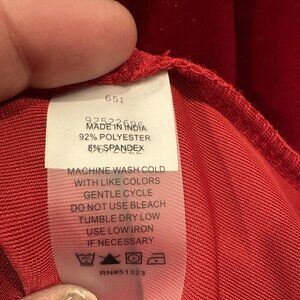 651
MADE IN INDIA
92% POLYESTER
8% SPANDEX
MACHINE WASH COLD
WITH LIKE COLORS
GENTLE CYCLE
DO NOT USE BLEACH
TUMBLE DRY LOW
USE LOW IRON
IF NECESSARY
RN#51323